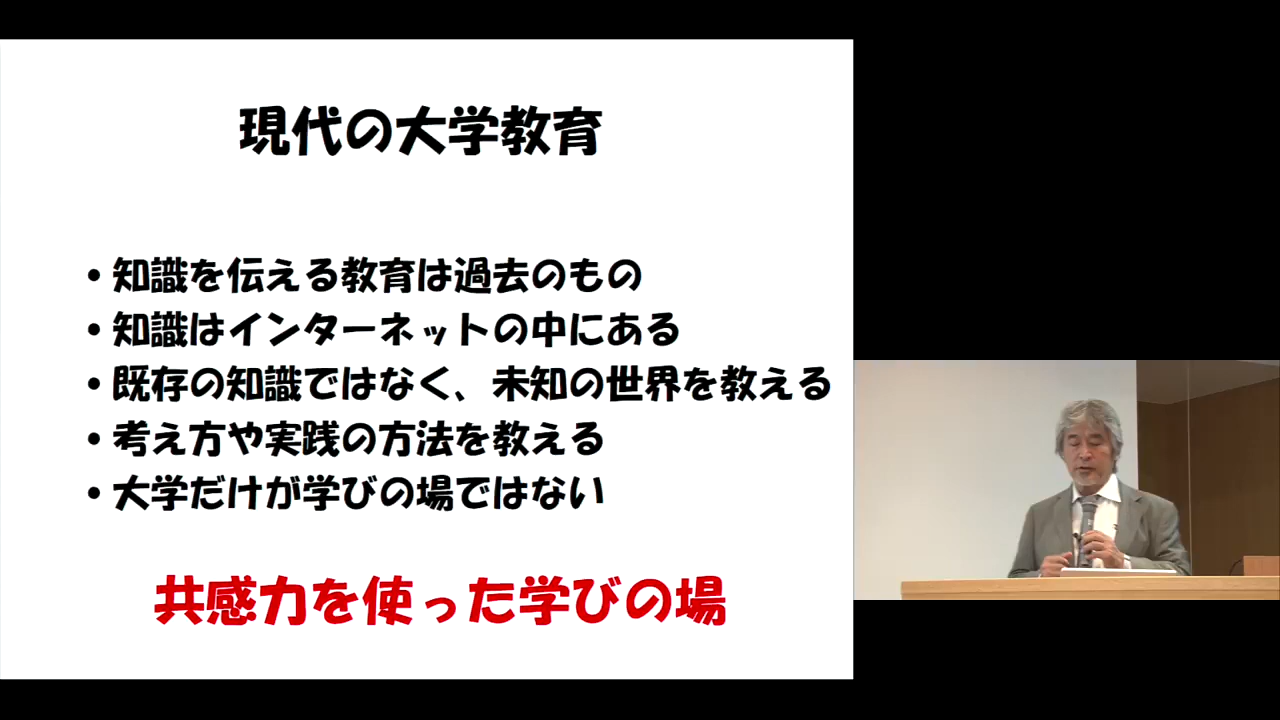 現代の大学教育
• 知識を伝える教育は過去のもの
• 知識はインターネットの中にある
• 既存の知識ではなく、未知の世界を教える
• 考え方や実践の方法を教える
• 大学だけが学びの場ではない
共感力を使った学びの場